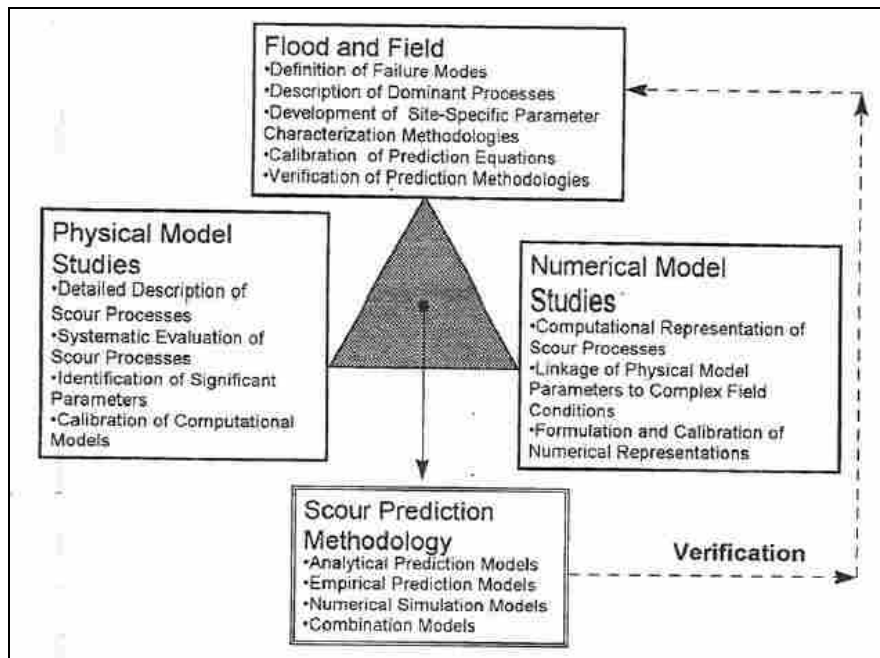 Flood and Field
•Definition of Failure Modes
•Description of Dominant Processes
•Development of Site-Specific Parameter
Characterization Methodologies
•Calibration of Prediction Equations
•Verification of Prediction Methodologies
Physical Model
Studies
•Detailed Description of
Scour Processes
•Systematic Evaluation of
Scour Processes
•Identification of Significant
Parameters
•Calibration of Computational
Models
Numerical Model
Studies
•Computational Representation of
Scour Processes
•Linkage of Physical Model
Parameters to Complex Field
Conditions
•Formulation and Calibration of
Numerical Representations
Scour Prediction
Methodology
•Analytical Prediction Models
•Empirical Prediction Models
•Numerical Simulation Models
•Combination Models
Verification